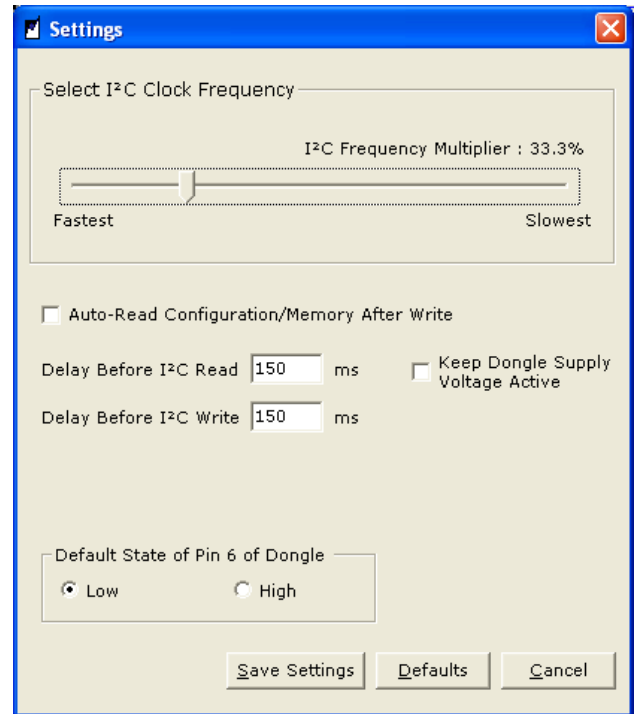 Settings
Select I²C Clock Frequency
I²C Frequency Multiplier : 33.3%
Fastest
Slowest
Auto-Read Configuration/Memory After Write
Delay Before I²C Read 150 ms
Keep Dongle Supply
Voltage Active
Delay Before I²C Write 150 ms
Default State of Pin 6 of Dongle
Low
High
Save Settings
Defaults
Cancel